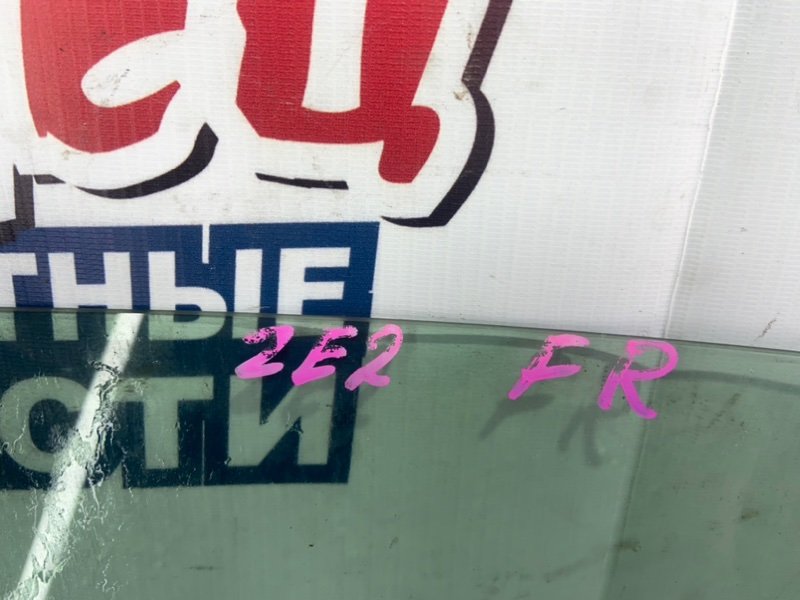 ец
тные
сти
2E2 FR